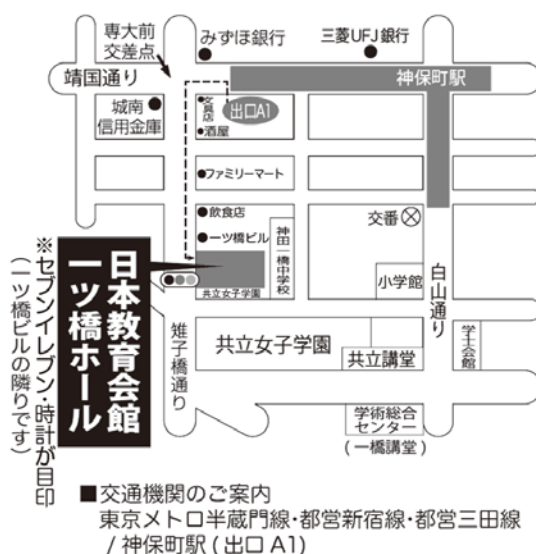 専大前
交差点
みずほ銀行
三菱UFJ銀行
靖国通り
神保町駅
城南
信用金庫
文具店
出口A1
酒屋
ファミリーマート
飲食店
一ツ橋ビル
神田一橋中学校
交番
小学館
白山通り
共立女子学園
日本教育会館
一ツ橋ホール
※セブンイレブン・時計が目印
(一ツ橋ビルの隣りです)
雉子橋通り
共立女子学園
共立講堂
学士会館
学術総合
センター
(一橋講堂)
■交通機関のご案内
東京メトロ半蔵門線・都営新宿線・都営三田線
/ 神保町駅 ( 出口 A1)